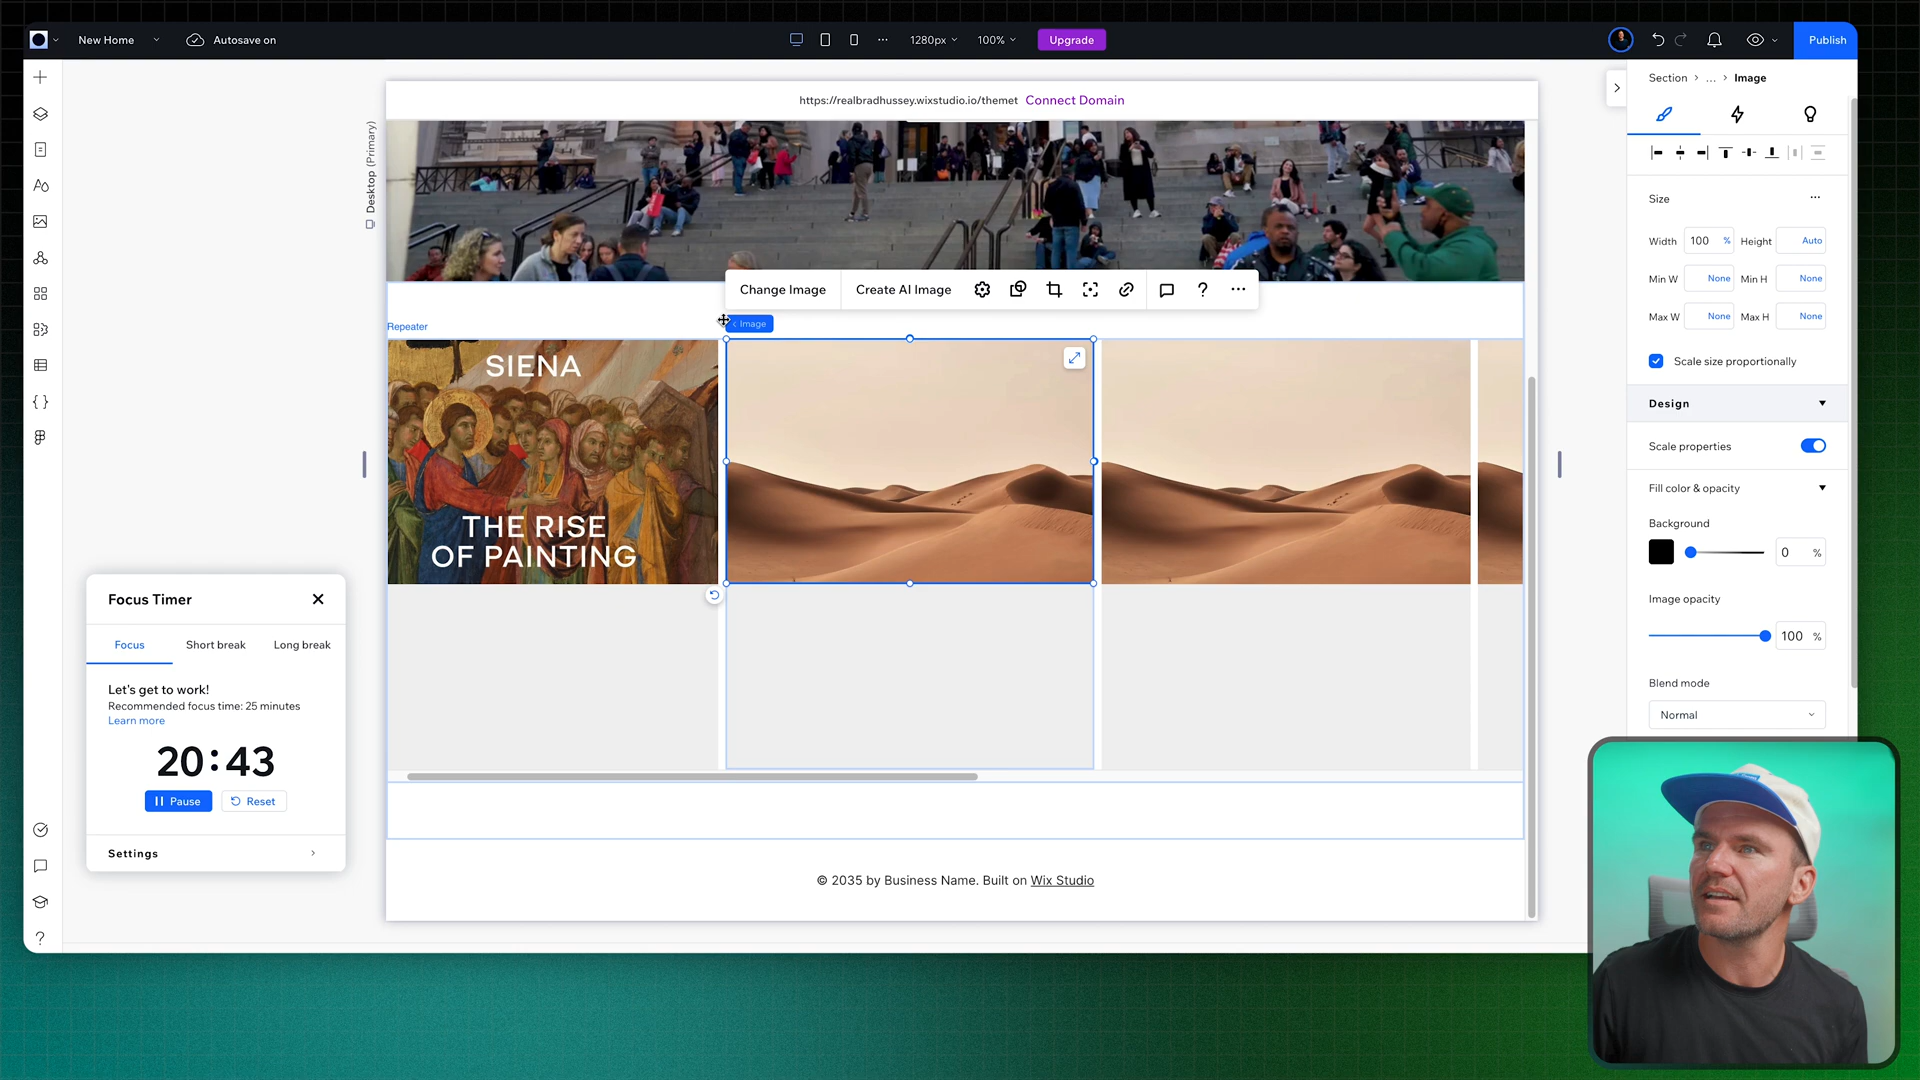 New Home
Autosave on
1280px
100%
Upgrade
Publish
https://realbradhussey.wixstudio.io/themet Connect Domain
Desktop (Primary)
Change Image
Create AI Image
?
Repeater
< Image
SIENA
THE RISE
OF PAINTING
© 2035 by Business Name. Built on Wix Studio
Focus Timer
Focus
Short break
Long break
Let's get to work!
Recommended focus time: 25 minutes
Learn more
20:43
Pause
Reset
Settings
?
Section > ... > Image
Size
Width 100 % Height Auto
Min W None Min H None
Max W None Max H None
Scale size proportionally
Design
Scale properties
Fill color & opacity
Background
0 %
Image opacity
100 %
Blend mode
Normal